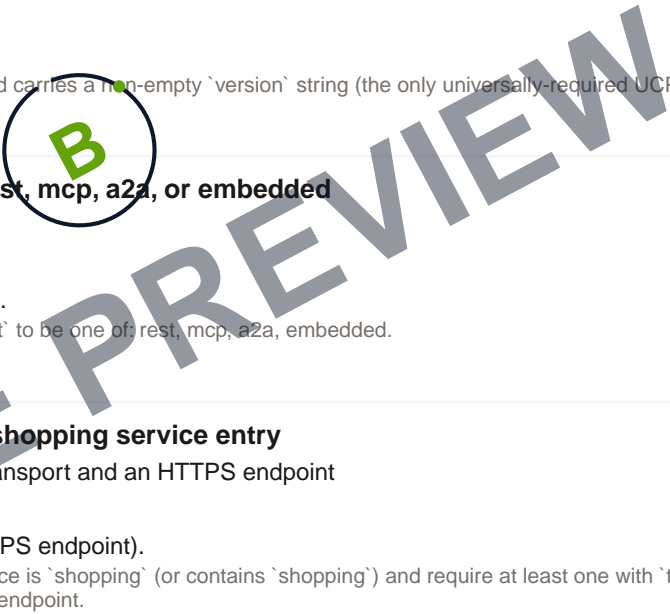 d carries a non-empty `version` string (the only universally-required UCP
B
st, mcp, a2a, or embedded
.
t` to be one of: rest, mcp, a2a, embedded.
E PREVIEW
shopping service entry
ansport and an HTTPS endpoint
PS endpoint).
ce is `shopping` (or contains `shopping`) and require at least one with `t
endpoint.